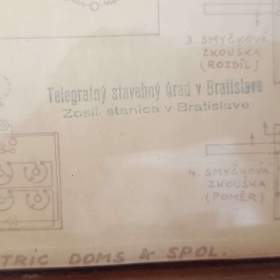 3. SMYČKOVÁ
ZKOUŠKA
(ROZDÍL)
Telegrafný stavebný úrad v Bratislave
Zosil. stanica v Bratislave
4. SMYČKOVÁ
ZKOUŠKA
(POMĚR)
TRIC DOMS & SPOL.